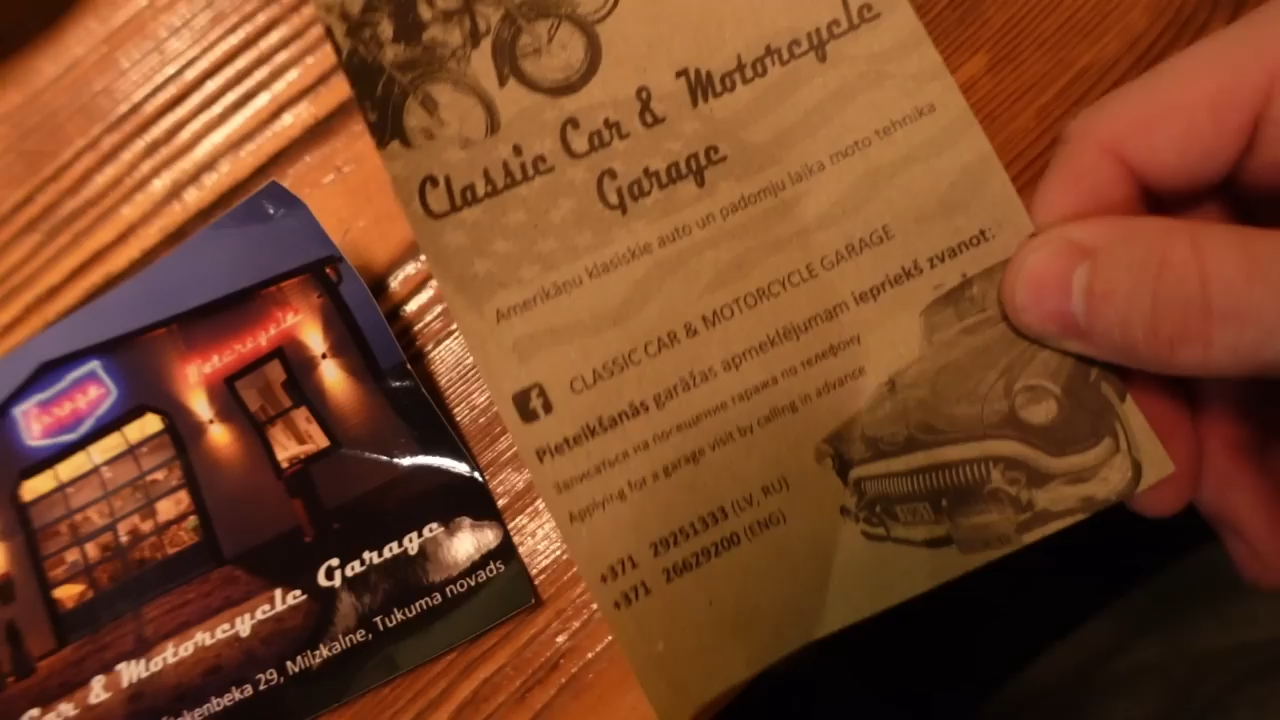 Classic Car & Motorcycle
Garage
Amerikāņu klasiskie auto un padomju laika moto tehnika
CLASSIC CAR & MOTORCYCLE GARAGE
Pieteikšanās garāžas apmeklējumam iepriekš zvanot:
Записаться на посещение гаража по телефону
Applying for a garage visit by calling in advance
+371 29251333 (LV, RU)
+371 26629200 (ENG)
Garage
Motorcycle
Car & Motorcycle Garage
29, Milzkalne, Tukuma novads